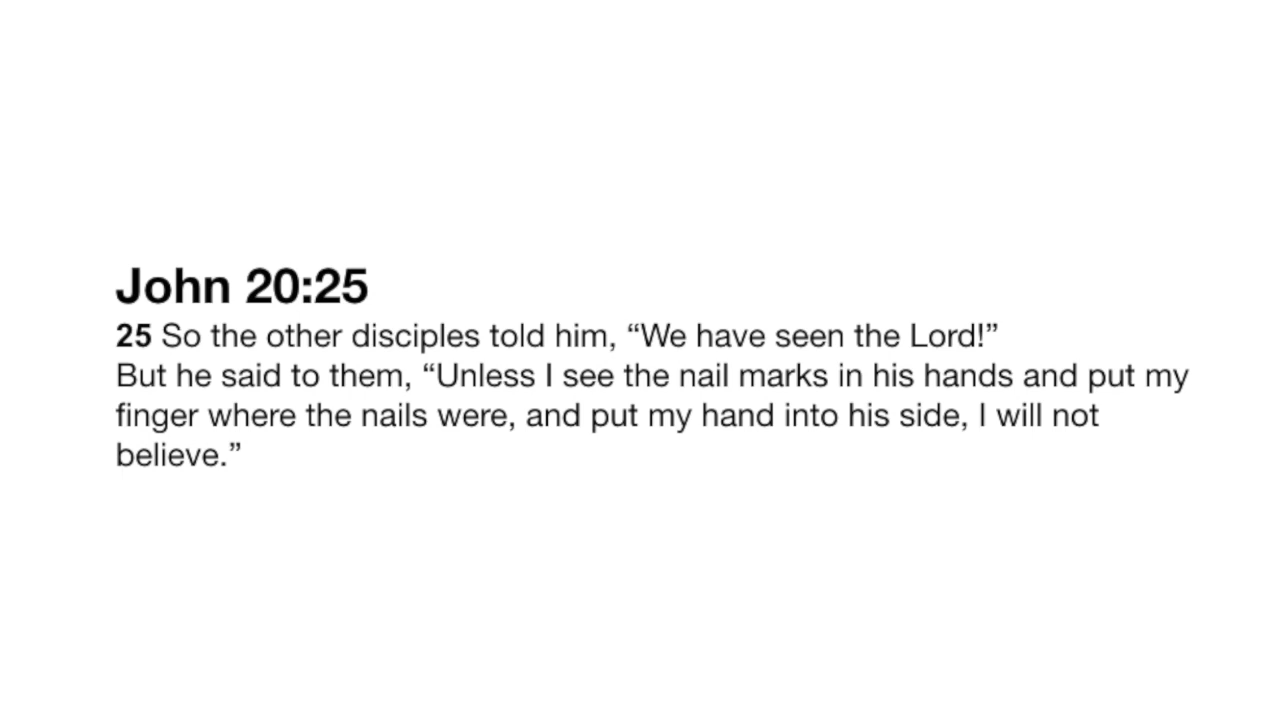 John 20:25
25 So the other disciples told him, “We have seen the Lord!”
But he said to them, “Unless I see the nail marks in his hands and put my
finger where the nails were, and put my hand into his side, I will not
believe.”